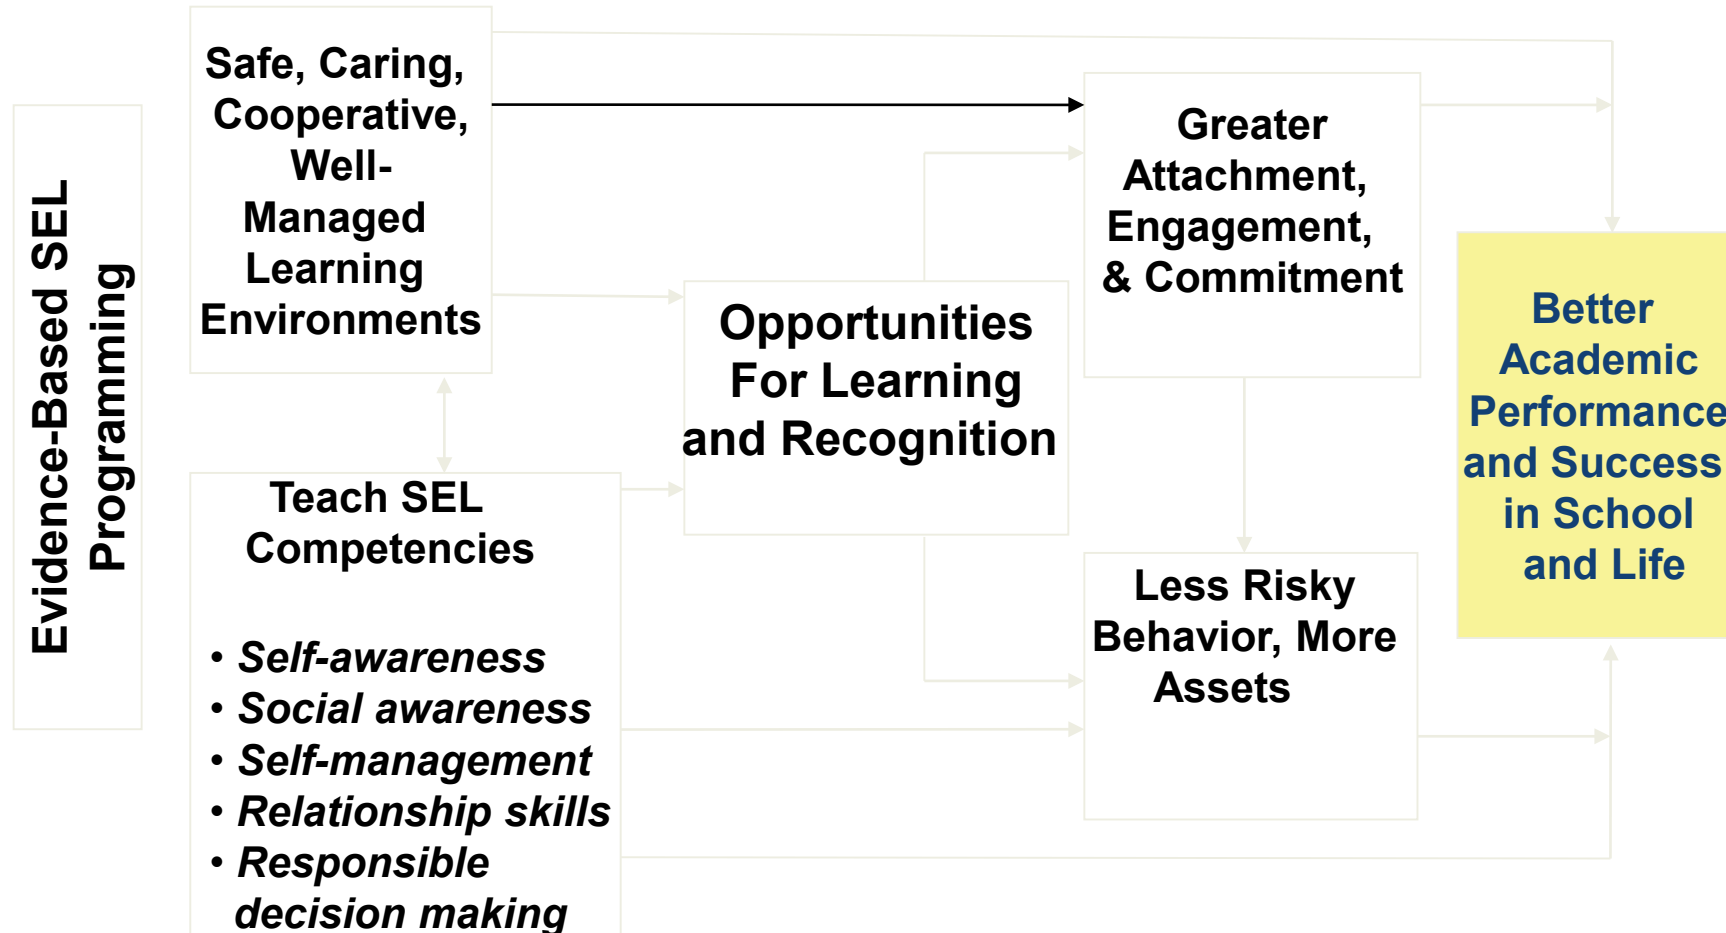 Evidence-Based SEL
Programming
Safe, Caring,
Cooperative,
Well-
Managed
Learning
Environments
Teach SEL
Competencies
• Self-awareness
• Social awareness
• Self-management
• Relationship skills
• Responsible
decision making
Opportunities
For Learning
and Recognition
Greater
Attachment,
Engagement,
& Commitment
Less Risky
Behavior, More
Assets
Better
Academic
Performance
and Success
in School
and Life